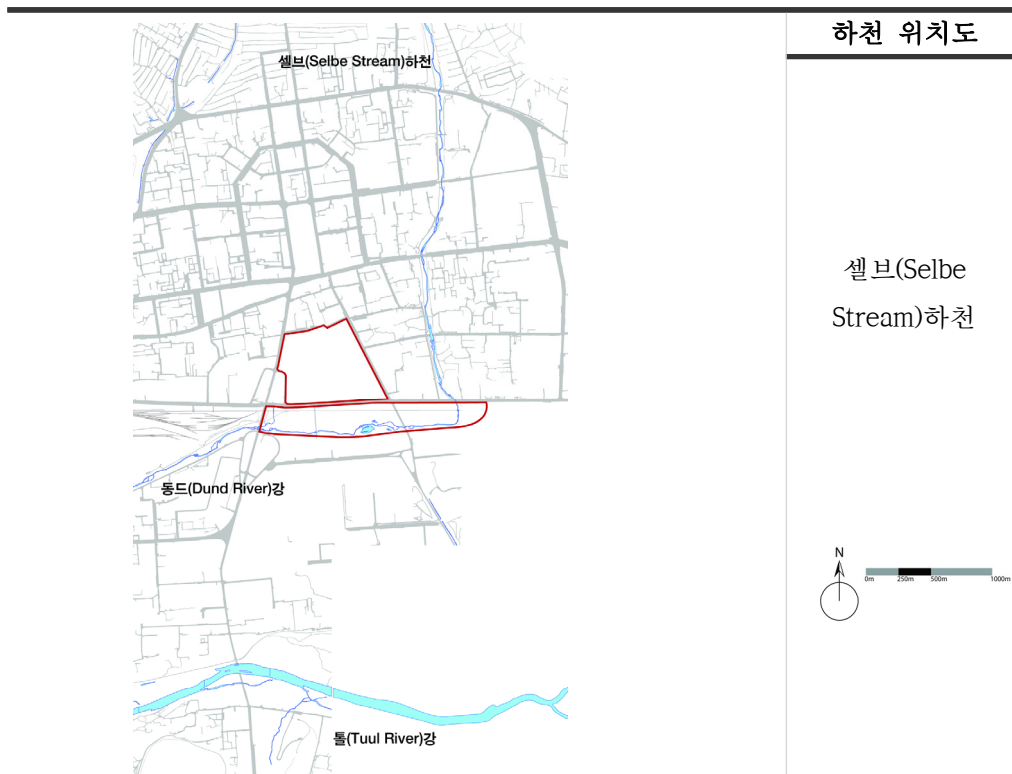 하천 위치도
셀브(Selbe Stream)하천
셀브(Selbe
Stream)하천
동드(Dund River)강
N
0m 250m 500m 1000m
톨(Tuul River)강